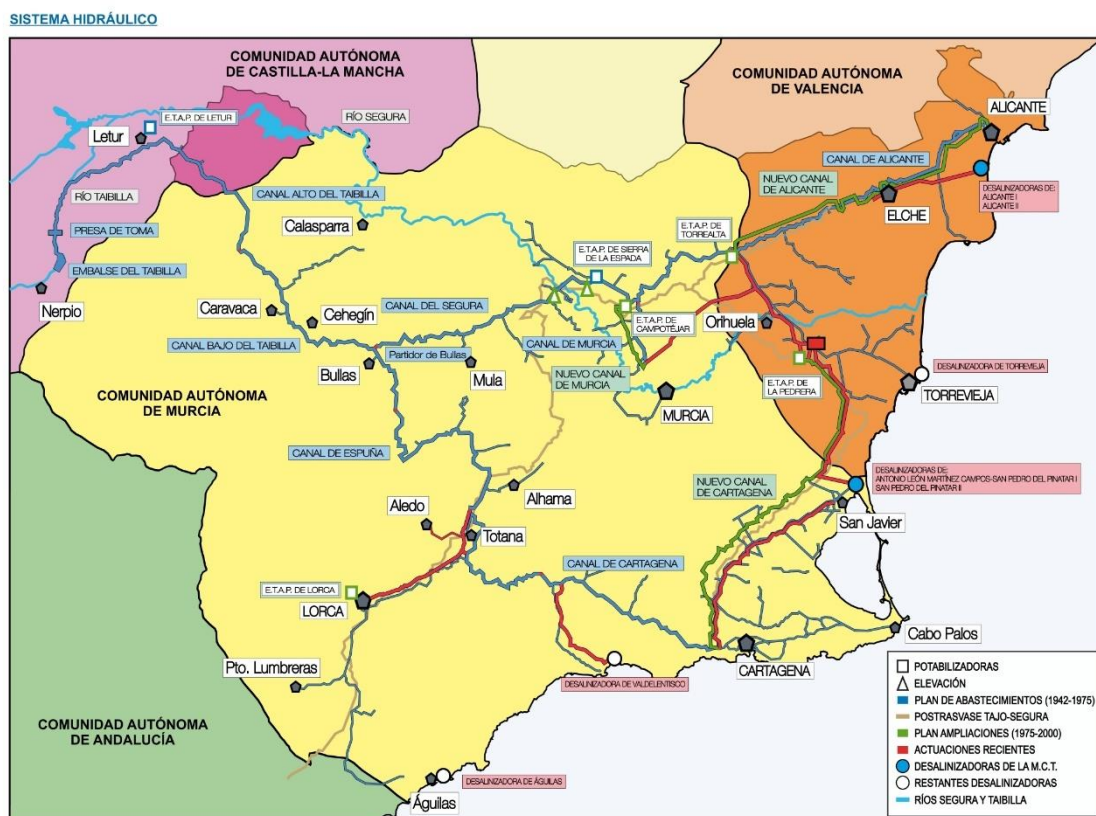 SISTEMA HIDRÁULICO
COMUNIDAD AUTÓNOMA
DE CASTILLA-LA MANCHA
COMUNIDAD AUTÓNOMA
DE VALENCIA
ALICANTE
E.T.A.P. DE LETUR
RÍO SEGURA
Letur
CANAL DE ALICANTE
NUEVO CANAL
DE ALICANTE
DESALINIZADORAS DE:
ALICANTE I
ALICANTE II
RÍO TAIBILLA
CANAL ALTO DEL TAIBILLA
ELCHE
Calasparra
E.T.A.P. DE
TORREALTA
PRESA DE TOMA
E.T.A.P. DE SIERRA
DE LA ESPADA
EMBALSE DEL TAIBILLA
Nerpio
Caravaca
CANAL DEL SEGURA
Cehegín
E.T.A.P. DE
CAMPOTÉJAR
Orihuela
CANAL BAJO DEL TAIBILLA
CANAL DE MURCIA
Partidor de Bullas
Bullas
Mula
NUEVO CANAL
DE MURCIA
DESALINIZADORA DE TORREVIEJA
E.T.A.P. DE
LA PEDRERA
TORREVIEJA
COMUNIDAD AUTÓNOMA
DE MURCIA
MURCIA
CANAL DE ESPUÑA
DESALINIZADORAS DE:
ANTONIO LEÓN MARTÍNEZ CAMPOS-SAN PEDRO DEL PINATAR I
SAN PEDRO DEL PINATAR II
NUEVO CANAL
DE CARTAGENA
Alhama
Aledo
San Javier
Totana
CANAL DE CARTAGENA
E.T.A.P. DE LORCA
LORCA
Cabo Palos
Pto. Lumbreras
CARTAGENA
DESALINIZADORA DE VALDELENTISCO
COMUNIDAD AUTÓNOMA
DE ANDALUCÍA
DESALINIZADORA DE ÁGUILAS
Águilas
POTABILIZADORAS
ELEVACIÓN
PLAN DE ABASTECIMIENTOS (1942-1975)
POSTRASVASE TAJO-SEGURA
PLAN AMPLIACIONES (1975-2000)
ACTUACIONES RECIENTES
DESALINIZADORAS DE LA M.C.T.
RESTANTES DESALINIZADORAS
RÍOS SEGURA Y TAIBILLA